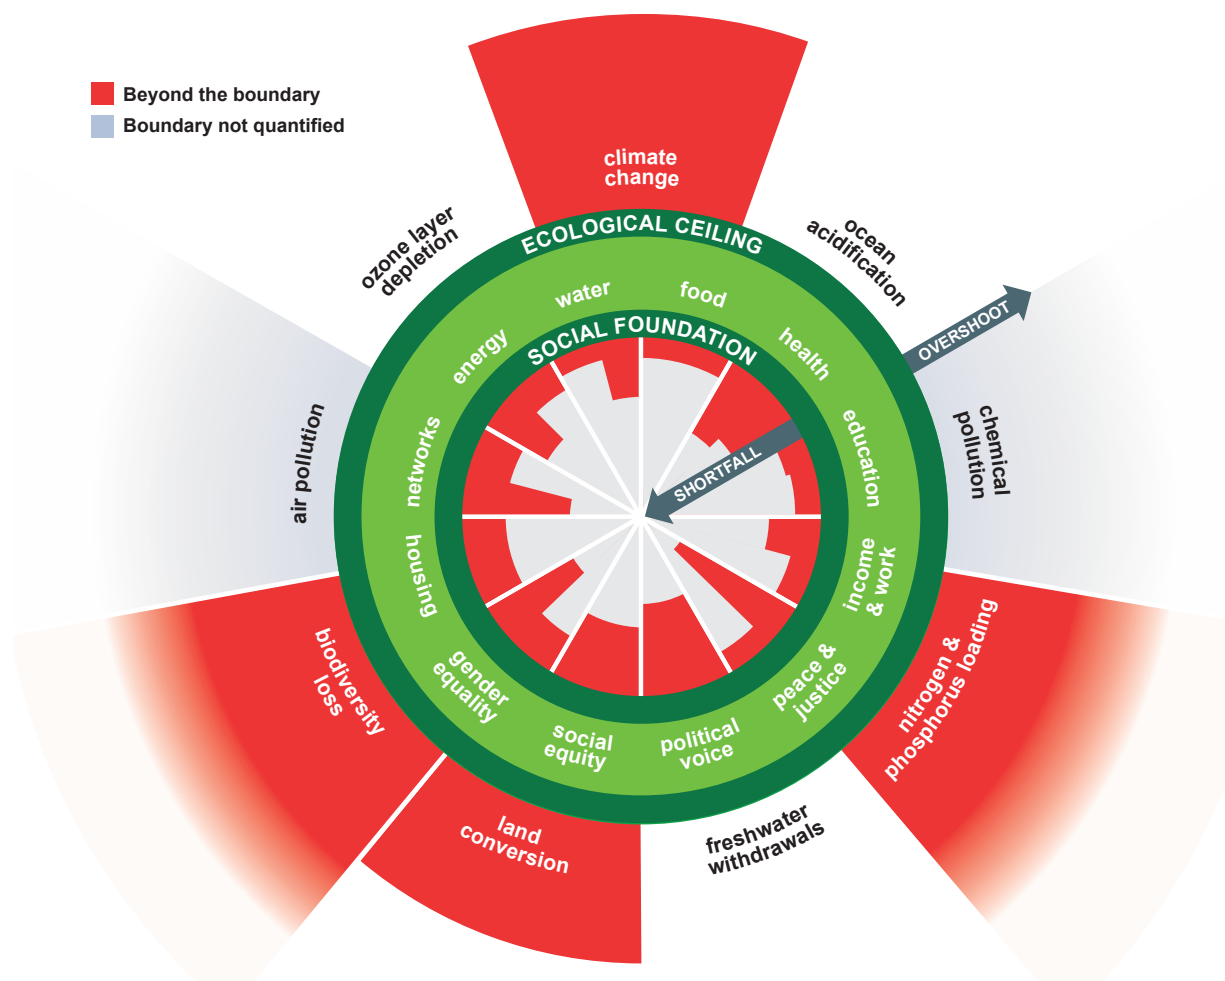 Beyond the boundary
Boundary not quantified
climate
change
ECOLOGICAL CEILING
ozone layer
depletion
ocean
acidification
water
food
energy
health
SOCIAL FOUNDATION
OVERSHOOT
SHORTFALL
air pollution
networks
education
chemical
pollution
housing
income
& work
biodiversity
loss
gender
equality
peace &
justice
nitrogen &
phosphorus loading
social
equity
political
voice
land
conversion
freshwater
withdrawals